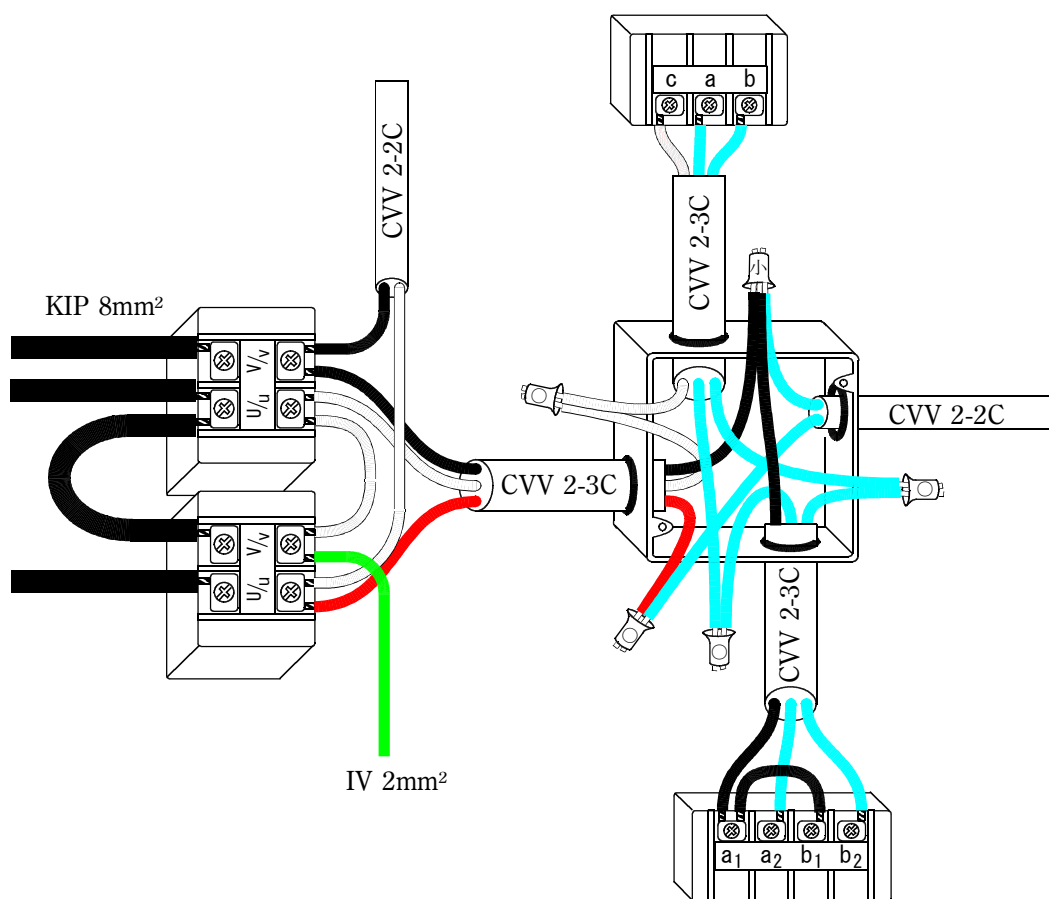 c a b
CVV 2-2C
CVV 2-3C
KIP 8mm²
小
V/v
U/u
CVV 2-2C
CVV 2-3C
V/v
U/u
CVV 2-3C
IV 2mm²
a₁ a₂ b₁ b₂